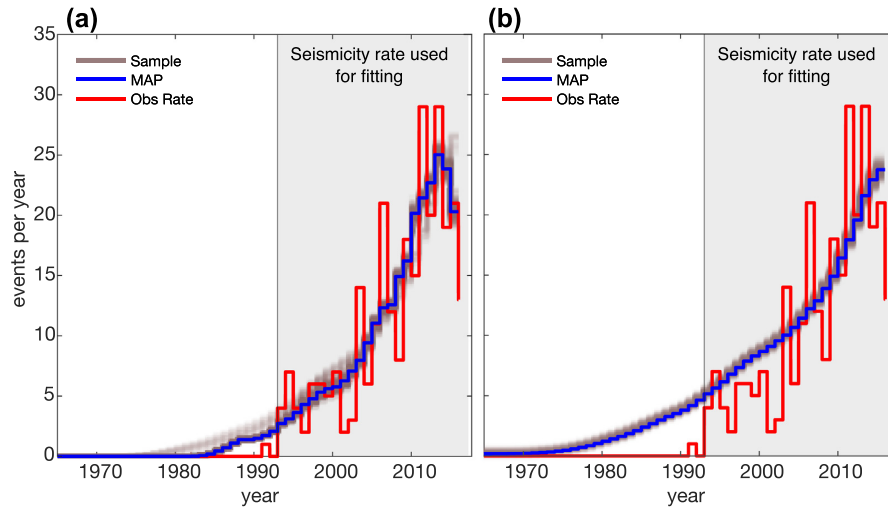 (a)
35
30
25
20
15
10
5
0
events per year
Sample
MAP
Obs Rate
Seismicity rate used
for fitting
1970
1980
1990
2000
2010
year
(b)
Sample
MAP
Obs Rate
Seismicity rate used
for fitting
1970
1980
1990
2000
2010
year